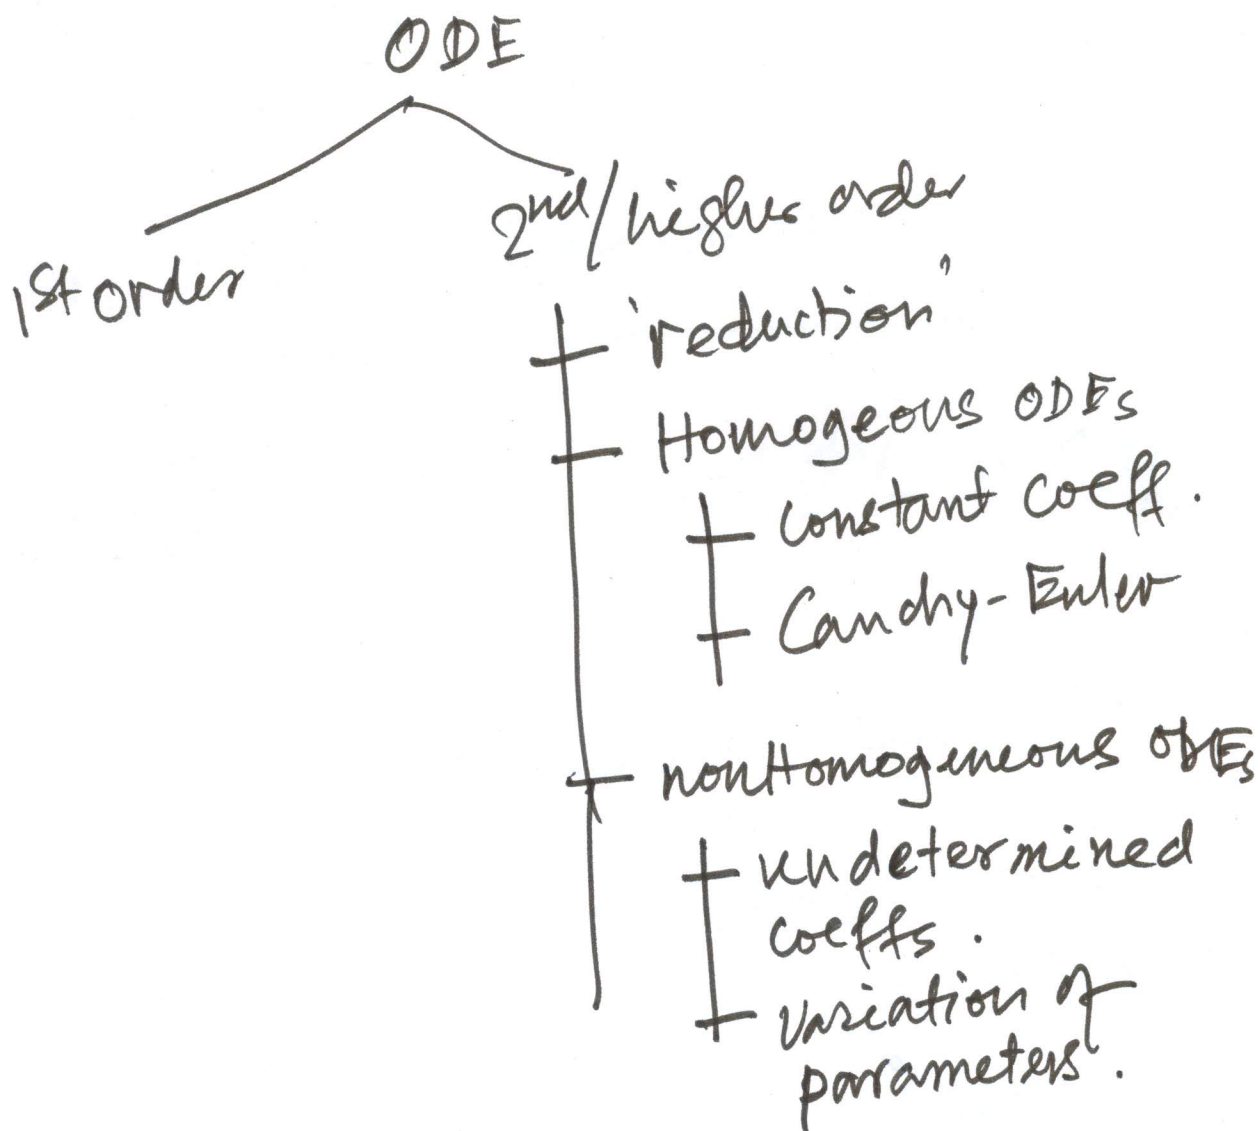 ODE
2nd/higher order
1st order
'reduction'
Homogeous ODEs
constant coeff.
Cauchy-Euler
nonHomogeneous ODEs
undetermined
coeffs.
variation of
parameters.